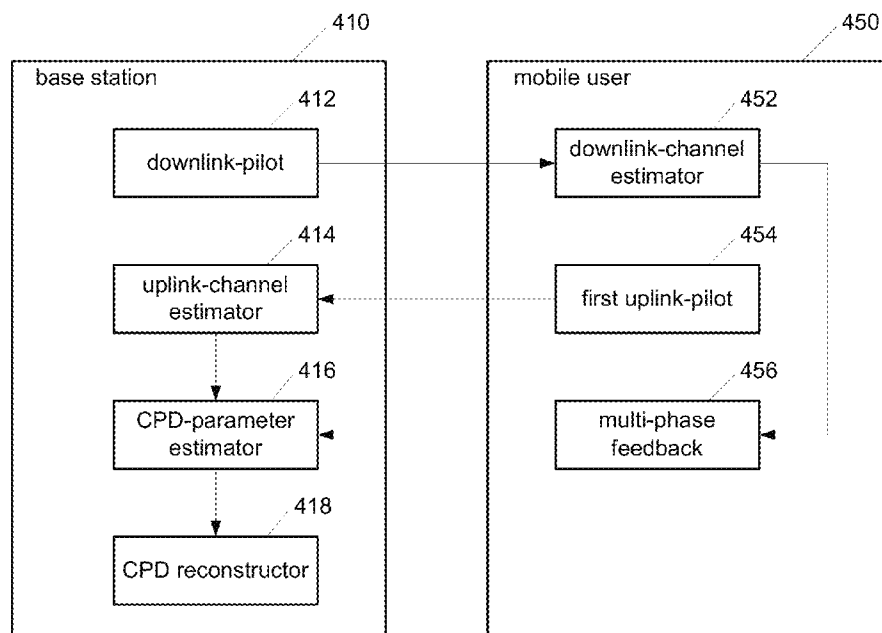 410
450
base station
mobile user
412
452
downlink-pilot
downlink-channel
estimator
414
454
uplink-channel
estimator
first uplink-pilot
416
456
CPD-parameter
estimator
multi-phase
feedback
418
CPD reconstructor